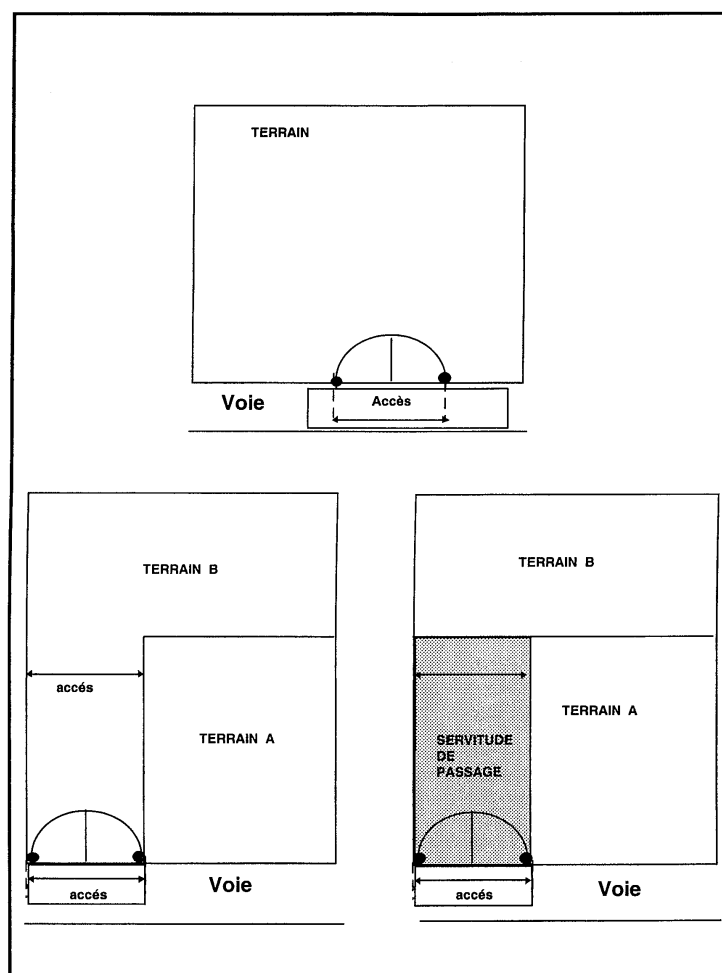 TERRAIN
Voie
Accès
TERRAIN B
accés
TERRAIN A
accés
Voie
TERRAIN B
TERRAIN A
SERVITUDE
DE
PASSAGE
accés
Voie